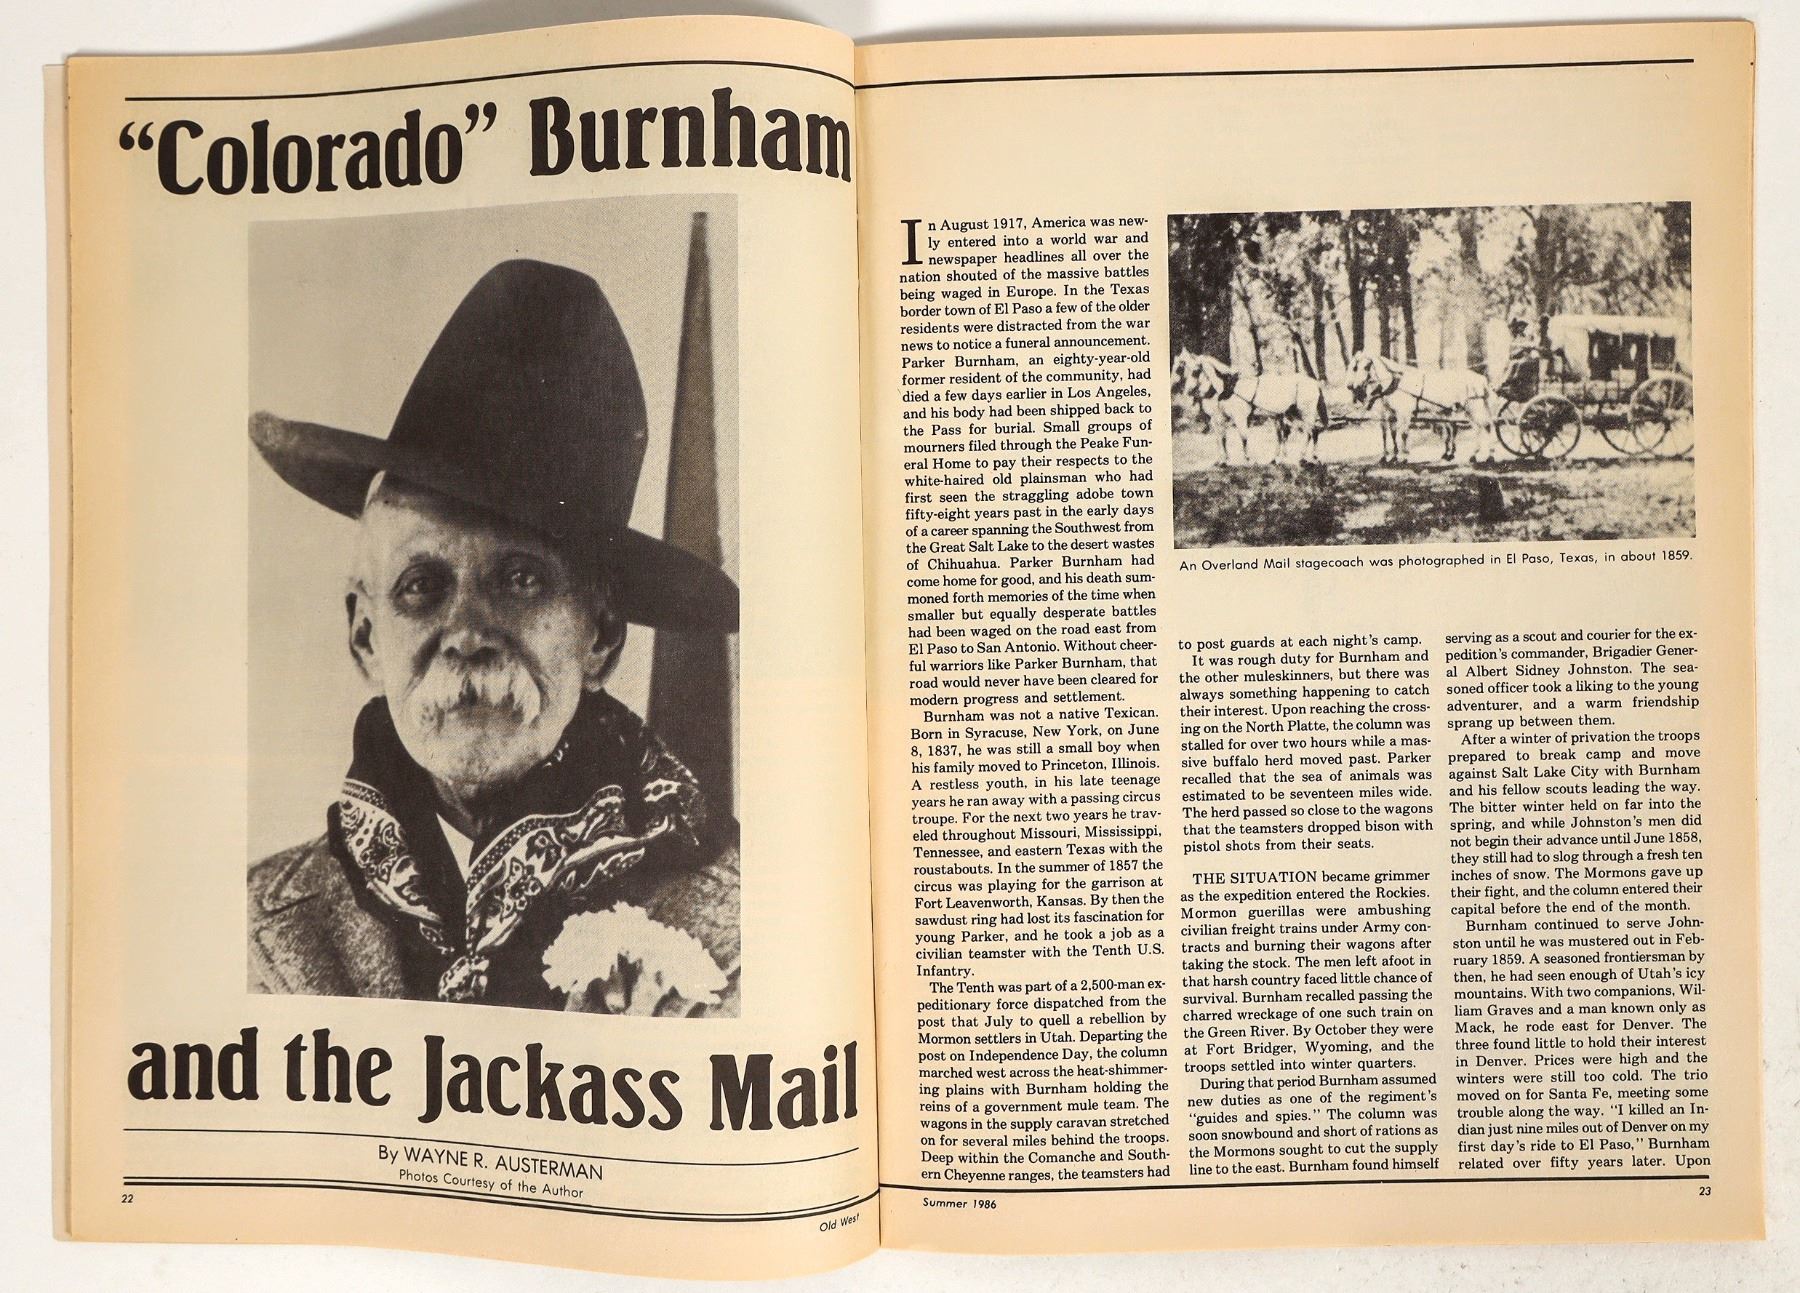 “Colorado” Burnham
and the Jackass Mail
By WAYNE R. AUSTERMAN
Photos Courtesy of the Author
22
Old West
In August 1917, America was new-
ly entered into a world war and
newspaper headlines all over the
nation shouted of the massive battles
being waged in Europe. In the Texas
border town of El Paso a few of the older
residents were distracted from the war
news to notice a funeral announcement.
Parker Burnham, an eighty-year-old
former resident of the community, had
died a few days earlier in Los Angeles,
and his body had been shipped back to
the Pass for burial. Small groups of
mourners filed through the Peake Fun-
eral Home to pay their respects to the
white-haired old plainsman who had
first seen the straggling adobe town
fifty-eight years past in the early days
of a career spanning the Southwest from
the Great Salt Lake to the desert wastes
of Chihuahua. Parker Burnham had
come home for good, and his death sum-
moned forth memories of the time when
smaller but equally desperate battles
had been waged on the road east from
El Paso to San Antonio. Without cheer-
ful warriors like Parker Burnham, that
road would never have been cleared for
modern progress and settlement.
Burnham was not a native Texican.
Born in Syracuse, New York, on June
8, 1837, he was still a small boy when
his family moved to Princeton, Illinois.
A restless youth, in his late teenage
years he ran away with a passing circus
troupe. For the next two years he trav-
eled throughout Missouri, Mississippi,
Tennessee, and eastern Texas with the
roustabouts. In the summer of 1857 the
circus was playing for the garrison at
Fort Leavenworth, Kansas. By then the
sawdust ring had lost its fascination for
young Parker, and he took a job as a
civilian teamster with the Tenth U.S.
Infantry.
The Tenth was part of a 2,500-man ex-
peditionary force dispatched from the
post that July to quell a rebellion by
Mormon settlers in Utah. Departing the
post on Independence Day, the column
marched west across the heat-shimmer-
ing plains with Burnham holding the
reins of a government mule team. The
wagons in the supply caravan stretched
on for several miles behind the troops.
Deep within the Comanche and South-
ern Cheyenne ranges, the teamsters had
An Overland Mail stagecoach was photographed in El Paso, Texas, in about 1859.
to post guards at each night’s camp.
It was rough duty for Burnham and
the other muleskinners, but there was
always something happening to catch
their interest. Upon reaching the cross-
ing on the North Platte, the column was
stalled for over two hours while a mas-
sive buffalo herd moved past. Parker
recalled that the sea of animals was
estimated to be seventeen miles wide.
The herd passed so close to the wagons
that the teamsters dropped bison with
pistol shots from their seats.
THE SITUATION became grimmer
as the expedition entered the Rockies.
Mormon guerillas were ambushing
civilian freight trains under Army con-
tracts and burning their wagons after
taking the stock. The men left afoot in
that harsh country faced little chance of
survival. Burnham recalled passing the
charred wreckage of one such train on
the Green River. By October they were
at Fort Bridger, Wyoming, and the
troops settled into winter quarters.
During that period Burnham assumed
new duties as one of the regiment’s
“guides and spies.” The column was
soon snowbound and short of rations as
the Mormons sought to cut the supply
line to the east. Burnham found himself
serving as a scout and courier for the ex-
pedition’s commander, Brigadier Gener-
al Albert Sidney Johnston. The sea-
soned officer took a liking to the young
adventurer, and a warm friendship
sprang up between them.
After a winter of privation the troops
prepared to break camp and move
against Salt Lake City with Burnham
and his fellow scouts leading the way.
The bitter winter held on far into the
spring, and while Johnston’s men did
not begin their advance until June 1858,
they still had to slog through a fresh ten
inches of snow. The Mormons gave up
their fight, and the column entered their
capital before the end of the month.
Burnham continued to serve John-
ston until he was mustered out in Feb-
ruary 1859. A seasoned frontiersman by
then, he had seen enough of Utah’s icy
mountains. With two companions, Wil-
liam Graves and a man known only as
Mack, he rode east for Denver. The
three found little to hold their interest
in Denver. Prices were high and the
winters were still too cold. The trio
moved on for Santa Fe, meeting some
trouble along the way. “I killed an In-
dian just nine miles out of Denver on my
first day’s ride to El Paso,” Burnham
related over fifty years later. Upon
Summer 1986
23